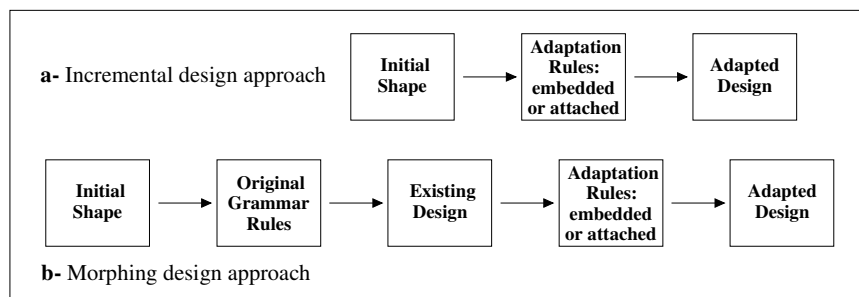 a- Incremental design approach
Initial
Shape
Adaptation
Rules:
embedded
or attached
Adapted
Design
Initial
Shape
Original
Grammar
Rules
Existing
Design
Adaptation
Rules:
embedded
or attached
Adapted
Design
b- Morphing design approach